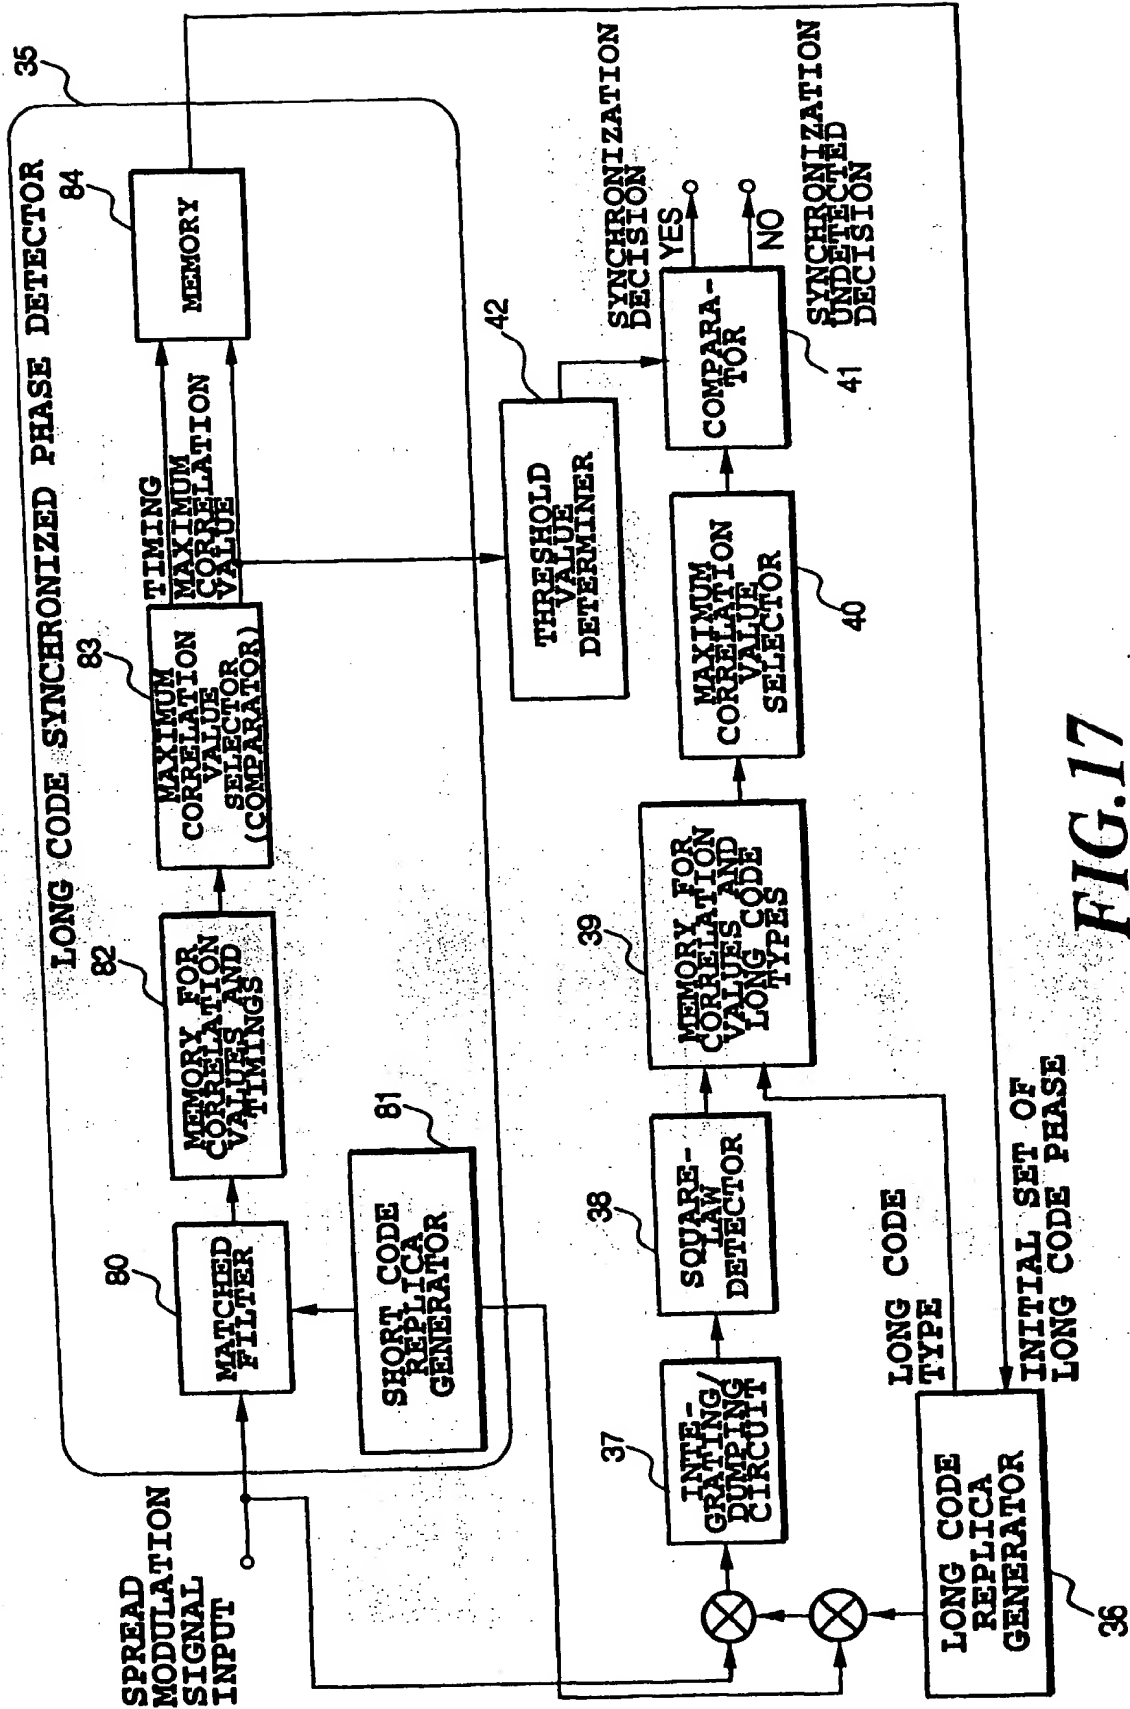 LONG CODE SYNCHRONIZED PHASE DETECTOR
35
SPREAD
MODULATION
SIGNAL
INPUT
80
MATCHED
FILTER
82
MEMORY FOR
CORRELATION
VALUES AND
TIMINGS
83
MAXIMUM
CORRELATION
VALUE
SELECTOR
(COMPARATOR)
TIMING
MAXIMUM
CORRELATION
VALUE
84
MEMORY
81
SHORT CODE
REPLICA
GENERATOR
42
THRESHOLD
VALUE
DETERMINER
37
INTE-
GRATING/
DUMPING
CIRCUIT
38
SQUARE-
LAW
DETECTOR
39
MEMORY FOR
CORRELATION
VALUES AND
LONG CODE
TYPES
MAXIMUM
CORRELATION
VALUE
SELECTOR
40
COMPARA-
TOR
41
SYNCHRONIZATION
DECISION
YES
NO
SYNCHRONIZATION
UNDETECTED
DECISION
LONG CODE
TYPE
INITIAL SET OF
LONG CODE PHASE
LONG CODE
REPLICA
GENERATOR
36
FIG.17